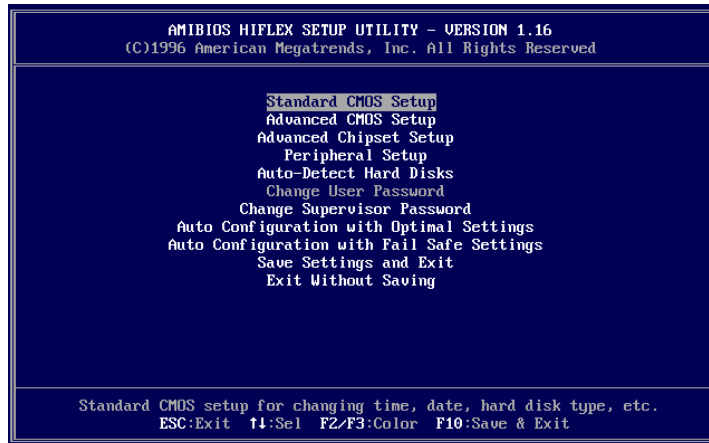 AMIBIOS HIFLEX SETUP UTILITY - VERSION 1.16
(C)1996 American Megatrends, Inc. All Rights Reserved
Standard CMOS Setup
Advanced CMOS Setup
Advanced Chipset Setup
Peripheral Setup
Auto-Detect Hard Disks
Change User Password
Change Supervisor Password
Auto Configuration with Optimal Settings
Auto Configuration with Fail Safe Settings
Save Settings and Exit
Exit Without Saving
Standard CMOS setup for changing time, date, hard disk type, etc.
ESC:Exit ↑↓:Sel F2/F3:Color F10:Save & Exit